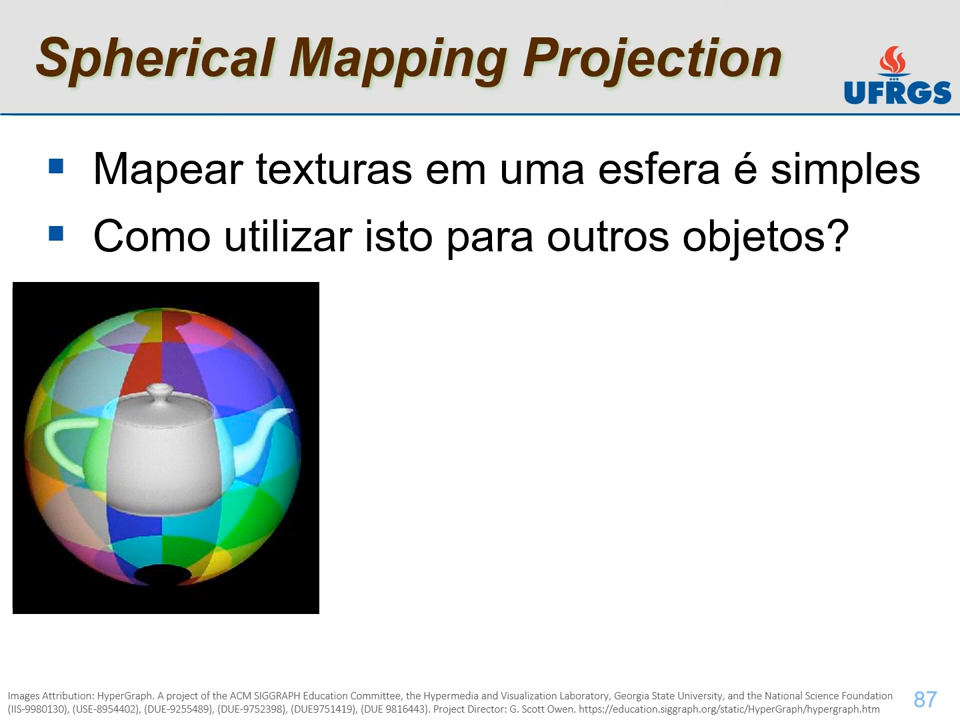 Spherical Mapping Projection
UFRGS
Mapear texturas em uma esfera é simples
Como utilizar isto para outros objetos?
Images Attribution: HyperGraph. A project of the ACM SIGGRAPH Education Committee, the Hypermedia and Visualization Laboratory, Georgia State University, and the National Science Foundation
(IIS-9980130), (USE-8954402), (DUE-9255489), (DUE-9752398), (DUE9751419), (DUE 9816443). Project Director: G. Scott Owen. https://education.siggraph.org/static/HyperGraph/hypergraph.htm
87